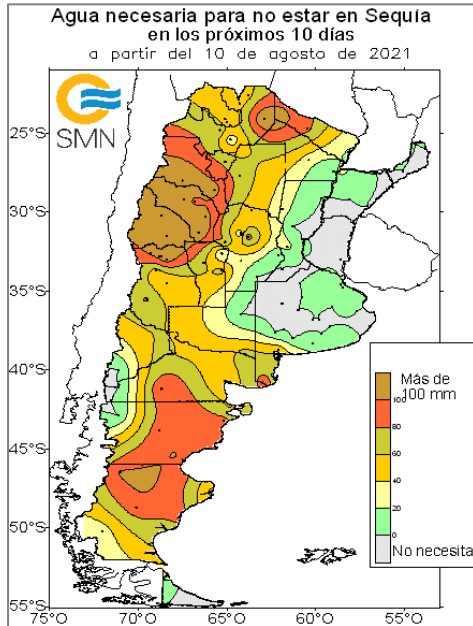 Agua necesaria para no estar en Sequía
en los próximos 10 días
a partir del 10 de agosto de 2021
SMN
25°S
30°S
35°S
40°S
45°S
50°S
55°S
75°O
70°O
65°O
60°O
55°O
Más de
100 mm
100
80
60
40
20
0
No necesita